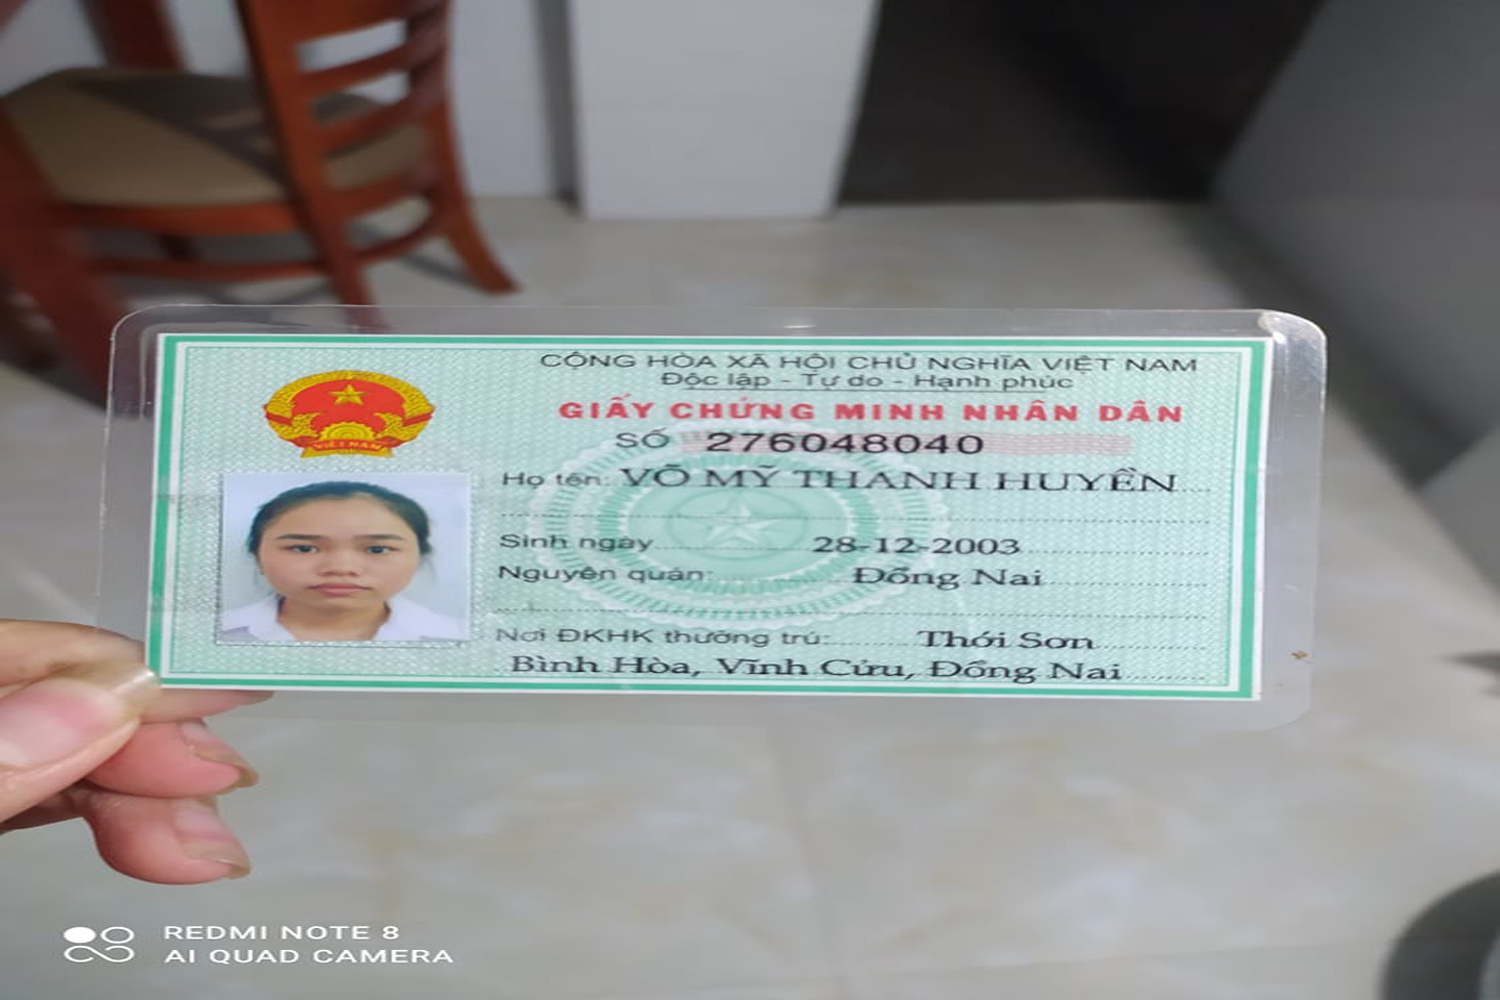 CỘNG HÒA XÃ HỘI CHỦ NGHĨA VIỆT NAM
Độc lập - Tự do - Hạnh phúc
GIẤY CHỨNG MINH NHÂN DÂN
SỐ 276048040
Họ tên: VÕ MỸ THANH HUYỀN
Sinh ngày 28-12-2003
Nguyên quán: Đồng Nai
Nơi ĐKHK thường trú: Thới Sơn
Bình Hòa, Vĩnh Cửu, Đồng Nai
VIỆT NAM
REDMI NOTE 8
AI QUAD CAMERA